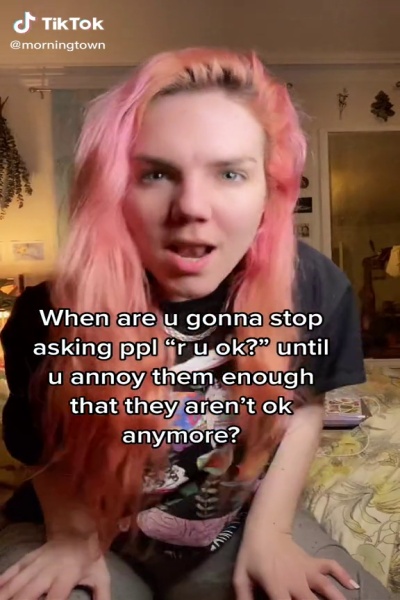 TikTok
@morningtown
When are u gonna stop
asking ppl "r u ok?" until
u annoy them enough
that they aren't ok
anymore?